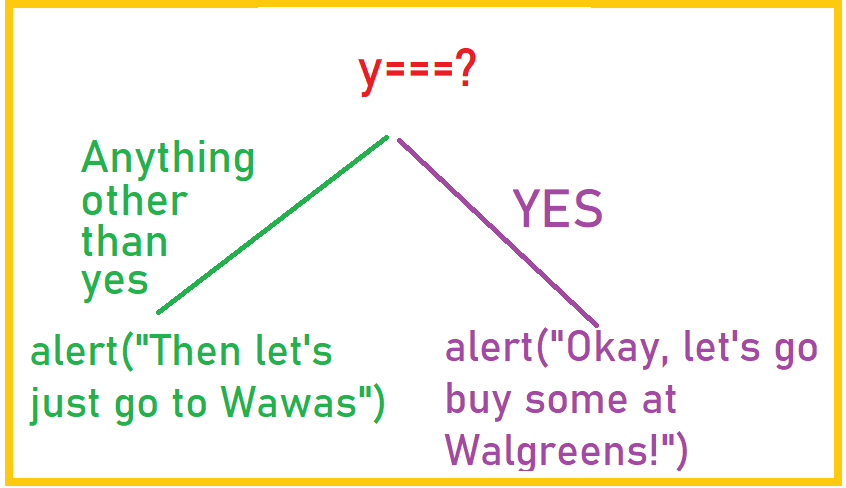 y===?
Anything
other
than
yes
YES
alert("Then let's
just go to Wawas")
alert("Okay, let's go
buy some at
Walgreens!")